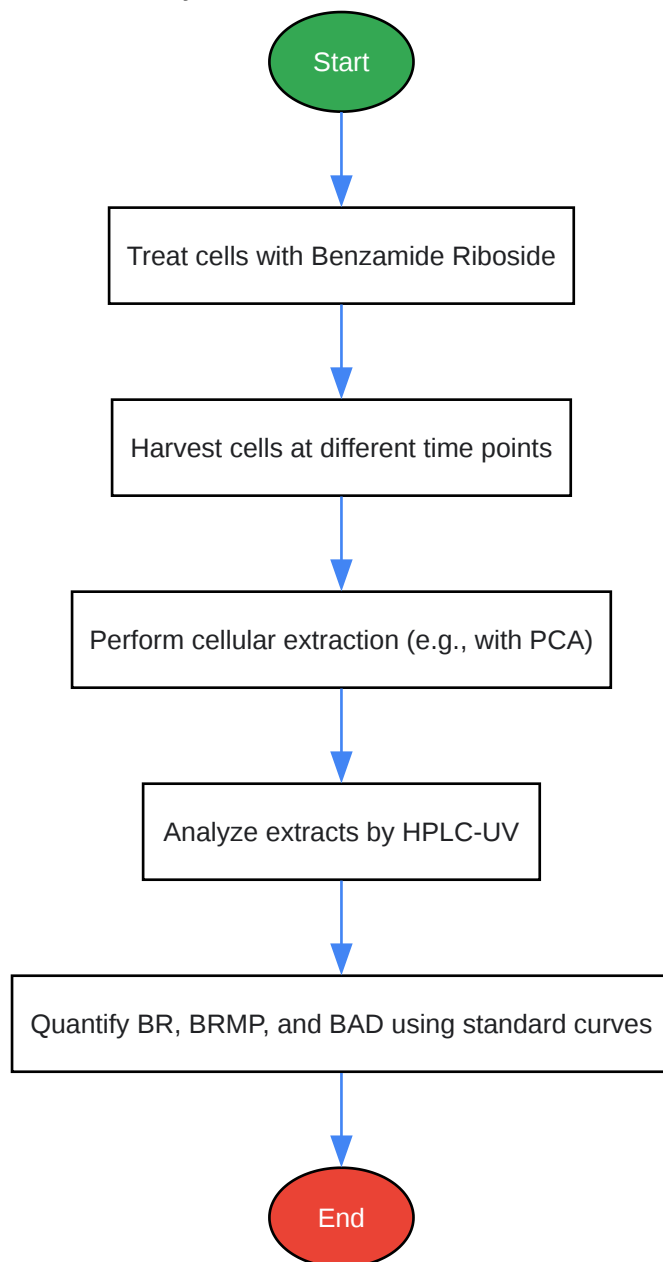 Start
Treat cells with Benzamide Riboside
Harvest cells at different time points
Perform cellular extraction (e.g., with PCA)
Analyze extracts by HPLC-UV
Quantify BR, BRMP, and BAD using standard curves
End